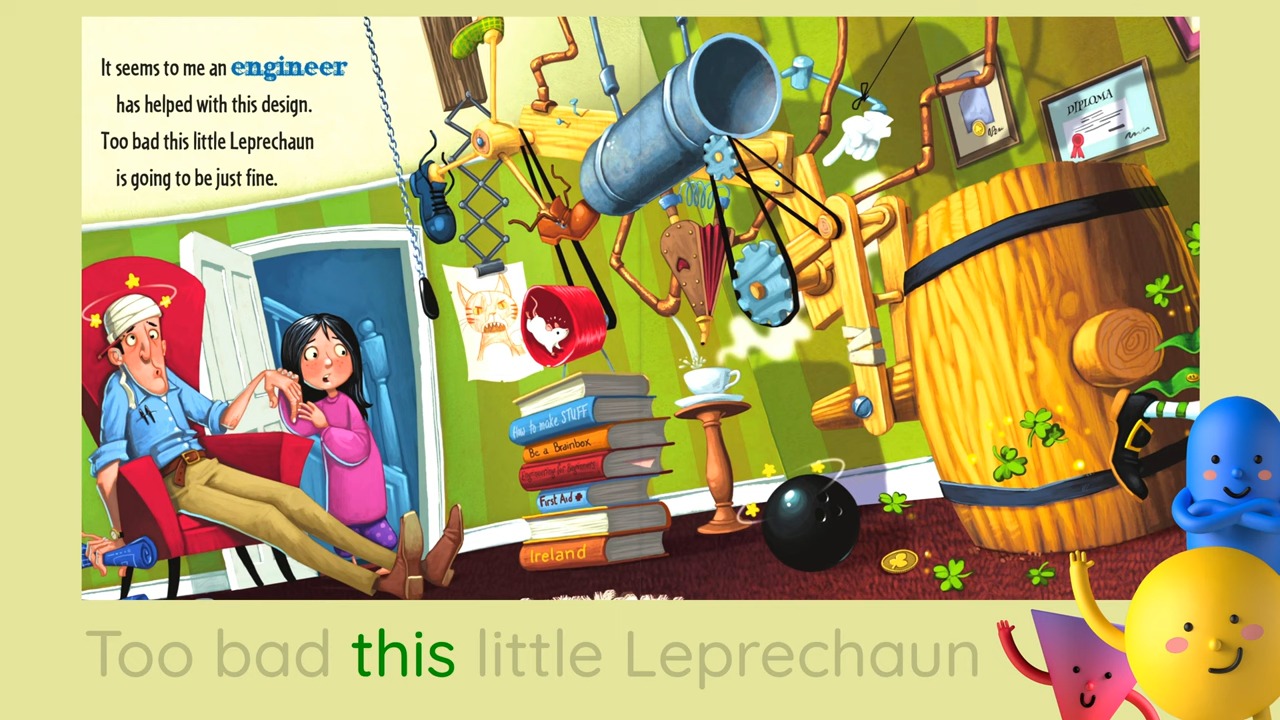 It seems to me an engineer
has helped with this design.
Too bad this little Leprechaun
is going to be just fine.
DIPLOMA
How to make STUFF
Be a Brainbox
First Aid
Ireland
Too bad this little Leprechaun